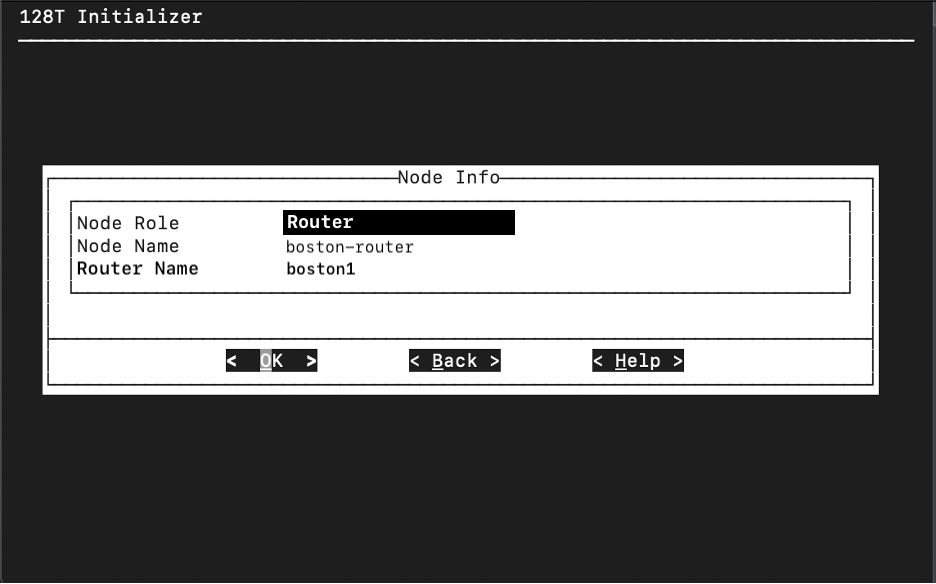 128T Initializer
Node Info
Node Role Router
Node Name boston-router
Router Name boston1
< OK > < Back > < Help >